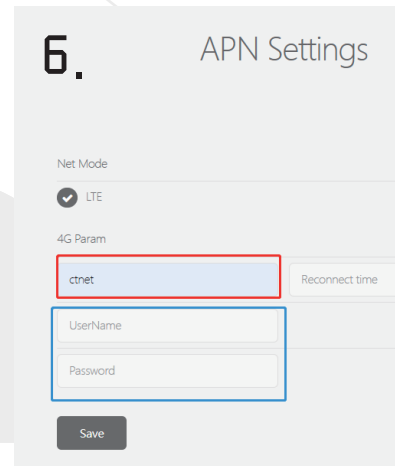 6.
APN Settings
Net Mode
LTE
4G Param
ctnet
Reconnect time
UserName
Password
Save